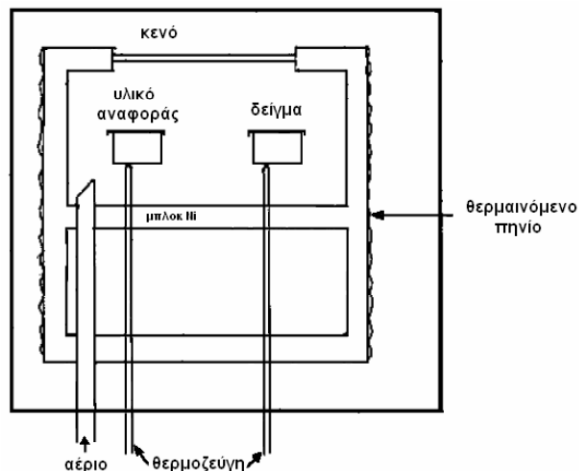 κενό
υλικό
αναφοράς
δείγμα
μπλοκ Ni
θερμαινόμενο
πηνίο
αέριο
θερμοζεύγη